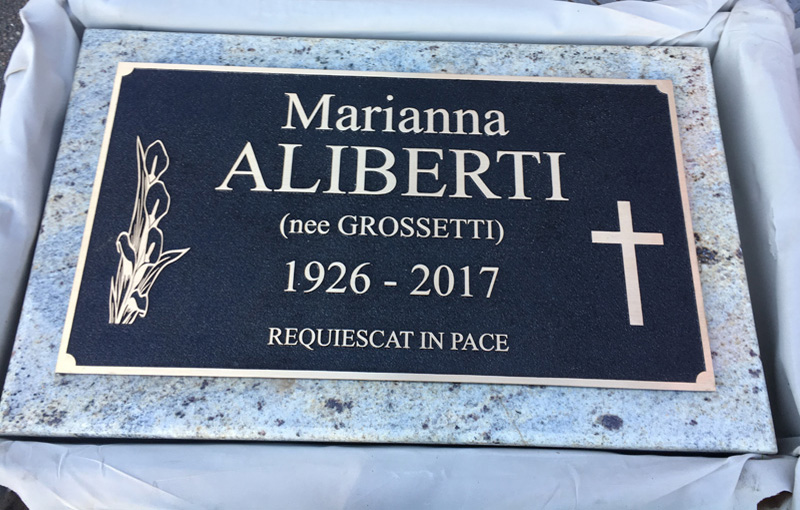 Marianna
ALIBERTI
(nee GROSSETTI)
1926 - 2017
REQUIESCAT IN PACE